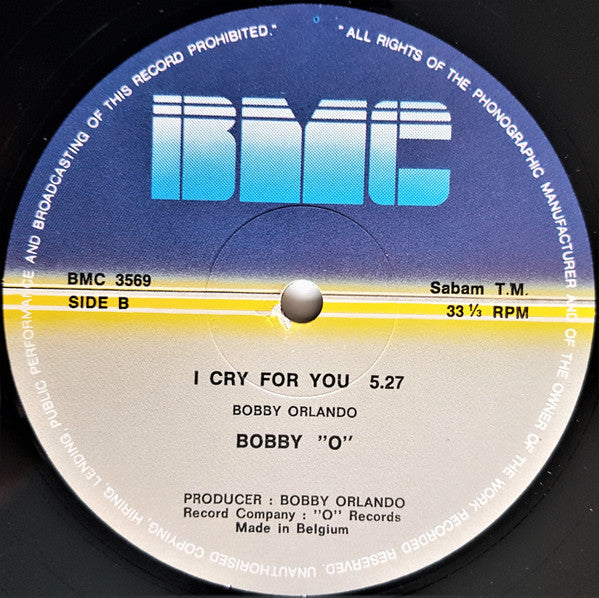 "ALL RIGHTS OF THE PHONOGRAPHIC MANUFACTURER AND OF THE OWNER OF THE WORK RECORDED RESERVED. UNAUTHORISED COPYING, HIRING, LENDING, PUBLIC PERFORMANCE AND BROADCASTING OF THIS RECORD PROHIBITED."
BMC
BMC 3569
Sabam T.M.
SIDE B
33 ⅓ RPM
I CRY FOR YOU 5.27
BOBBY ORLANDO
BOBBY "O"
PRODUCER : BOBBY ORLANDO
Record Company : "O" Records
Made in Belgium